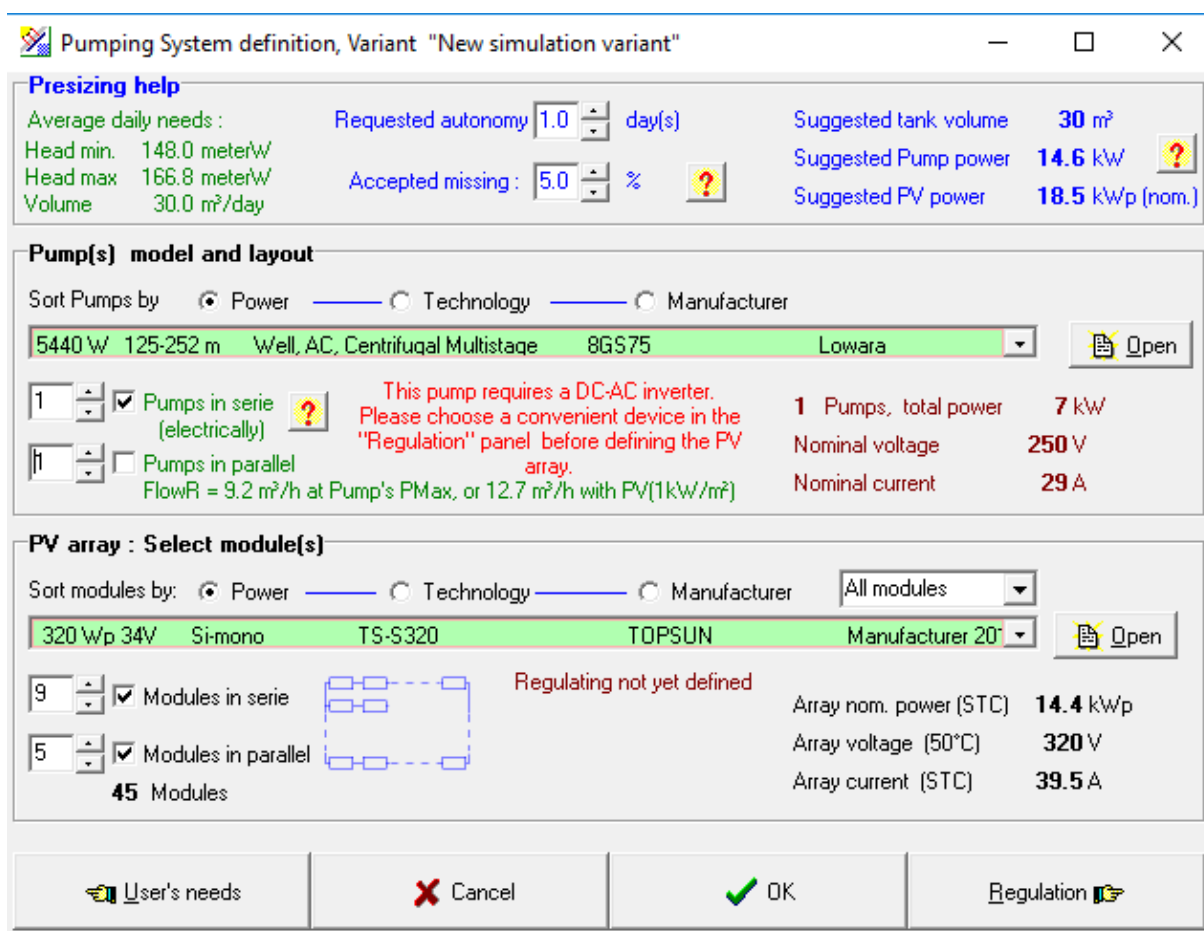 Pumping System definition, Variant "New simulation variant"
Presizing help
Average daily needs :
Head min. 148.0 meterW
Head max 166.8 meterW
Volume 30.0 m³/day
Requested autonomy 1.0 day(s)
Accepted missing : 5.0 % ?
Suggested tank volume 30 m³
Suggested Pump power 14.6 kW ?
Suggested PV power 18.5 kWp (nom.)
Pump(s) model and layout
Sort Pumps by Power Technology Manufacturer
5440 W 125-252 m Well, AC, Centrifugal Multistage 8GS75 Lowara
Open
1 Pumps in serie ?
(electrically)
1 Pumps in parallel
This pump requires a DC-AC inverter.
Please choose a convenient device in the
"Regulation" panel before defining the PV
array.
FlowR = 9.2 m³/h at Pump's PMax, or 12.7 m³/h with PV(1kW/m²)
1 Pumps, total power 7 kW
Nominal voltage 250 V
Nominal current 29 A
PV array : Select module(s)
Sort modules by: Power Technology Manufacturer All modules
320 Wp 34V Si-mono TS-S320 TOPSUN Manufacturer
Open
9 Modules in serie
5 Modules in parallel
45 Modules
Regulating not yet defined
Array nom. power (STC) 14.4 kWp
Array voltage (50°C) 320 V
Array current (STC) 39.5 A
User's needs
Cancel
OK
Regulation